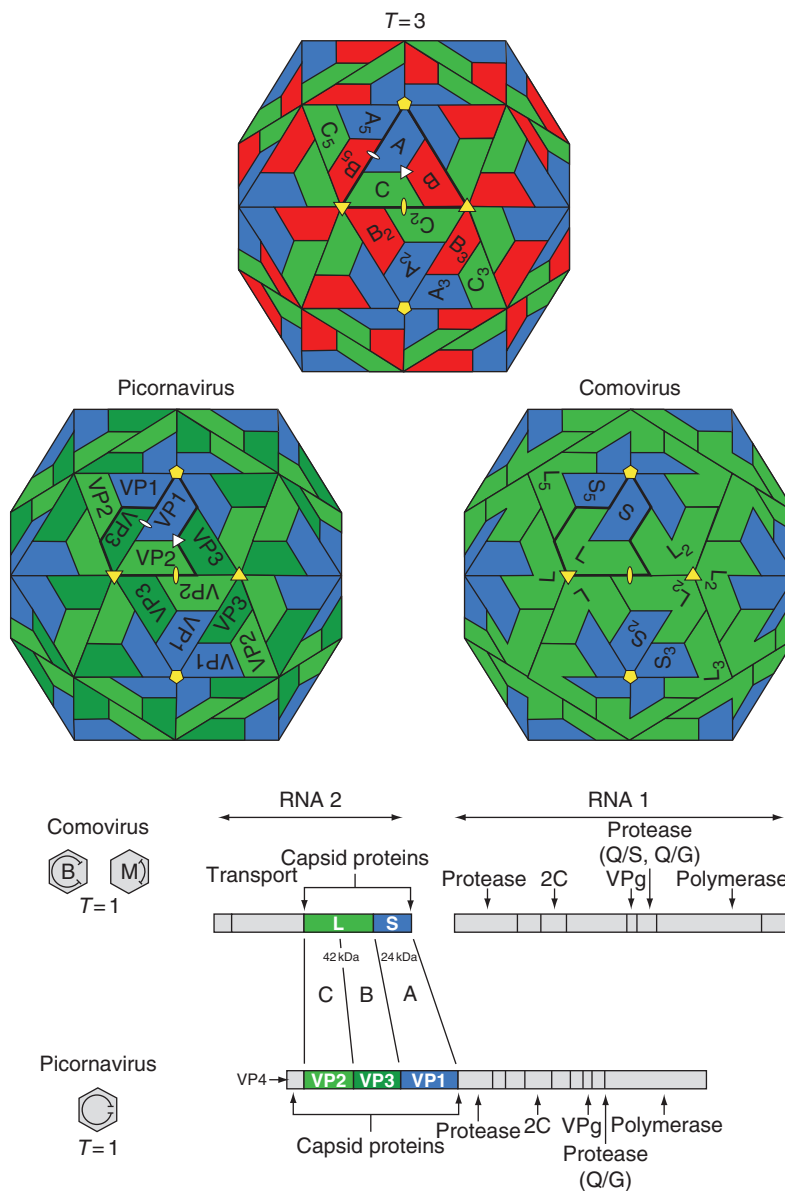 T=3
A5
A
C5
B5
B
C
C2
B2
B3
A2
A3
C3
Picornavirus
Comovirus
VP1
VP1
VP2
VP3
VP3
VP2
VP2
VP3
VP3
VP1
VP1
VP2
L5
S5
S
L
L2
L
L
L2
L2
S2
S3
L3
RNA 2
RNA 1
Comovirus
B
M
T=1
Transport
Capsid proteins
Protease
2C
Protease
(Q/S, Q/G)
VPg
Polymerase
L
S
42 kDa
24 kDa
C
B
A
Picornavirus
T=1
VP4
VP2
VP3
VP1
Capsid proteins
Protease
2C
VPg
Polymerase
Protease
(Q/G)